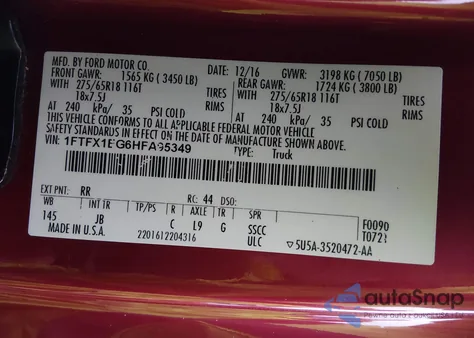 MFD. BY FORD MOTOR CO.
DATE: 12/16 GVWR: 3198 KG (7050 LB)
FRONT GAWR: 1565 KG (3450 LB) REAR GAWR: 1724 KG (3800 LB)
WITH 275/65R18 116T TIRES WITH 275/65R18 116T TIRES
18x7.5J RIMS 18x7.5J RIMS
AT 240 kPa/ 35 PSI COLD AT 240 kPa/ 35 PSI COLD
THIS VEHICLE CONFORMS TO ALL APPLICABLE FEDERAL MOTOR VEHICLE
SAFETY STANDARDS IN EFFECT ON THE DATE OF MANUFACTURE SHOWN ABOVE.
VIN: 1FTFX1EG6HFA95349 TYPE: Truck
EXT PNT: RR RC: 44 DSO: F0090
WB INT TR TP/PS R AXLE TR SPR T0721
145 JB C L9 G SSCC
MADE IN U.S.A. 2201612204316 ULC 5U5A-3520472-AA
autoSnap